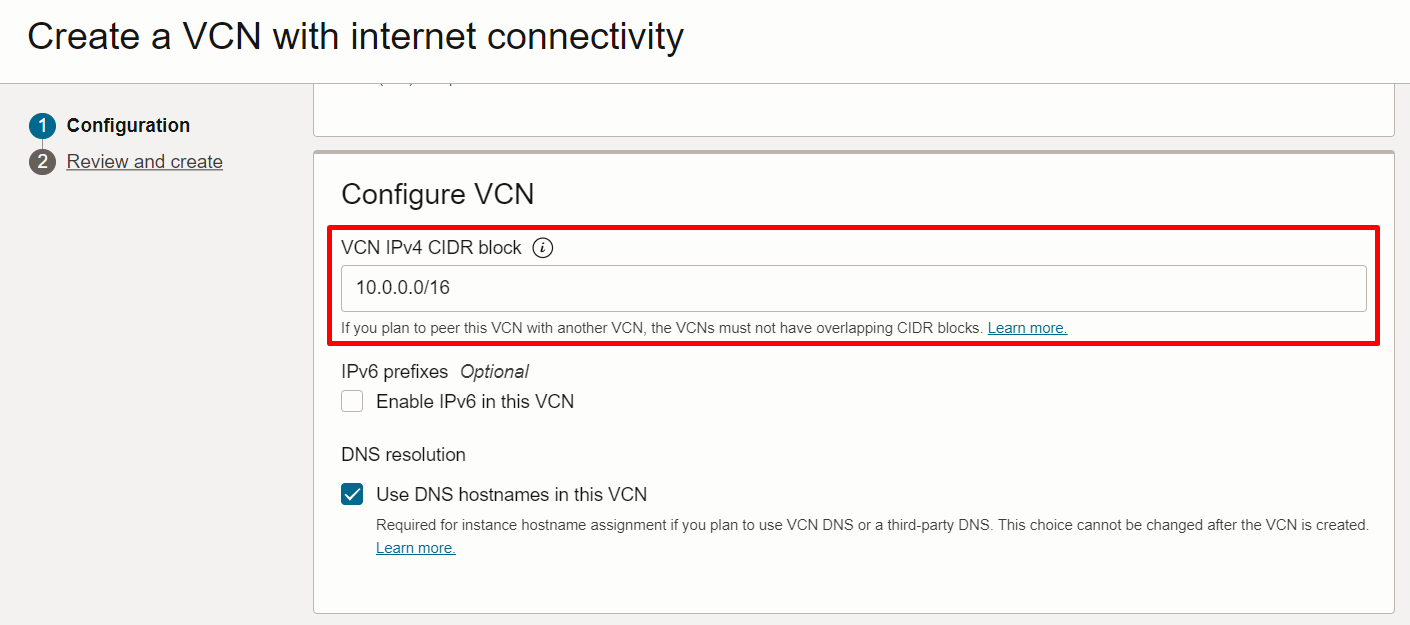 Create a VCN with internet connectivity
1 Configuration
2 Review and create
Configure VCN
VCN IPv4 CIDR block i
10.0.0.0/16
If you plan to peer this VCN with another VCN, the VCNs must not have overlapping CIDR blocks. Learn more.
IPv6 prefixes Optional
Enable IPv6 in this VCN
DNS resolution
Use DNS hostnames in this VCN
Required for instance hostname assignment if you plan to use VCN DNS or a third-party DNS. This choice cannot be changed after the VCN is created.
Learn more.